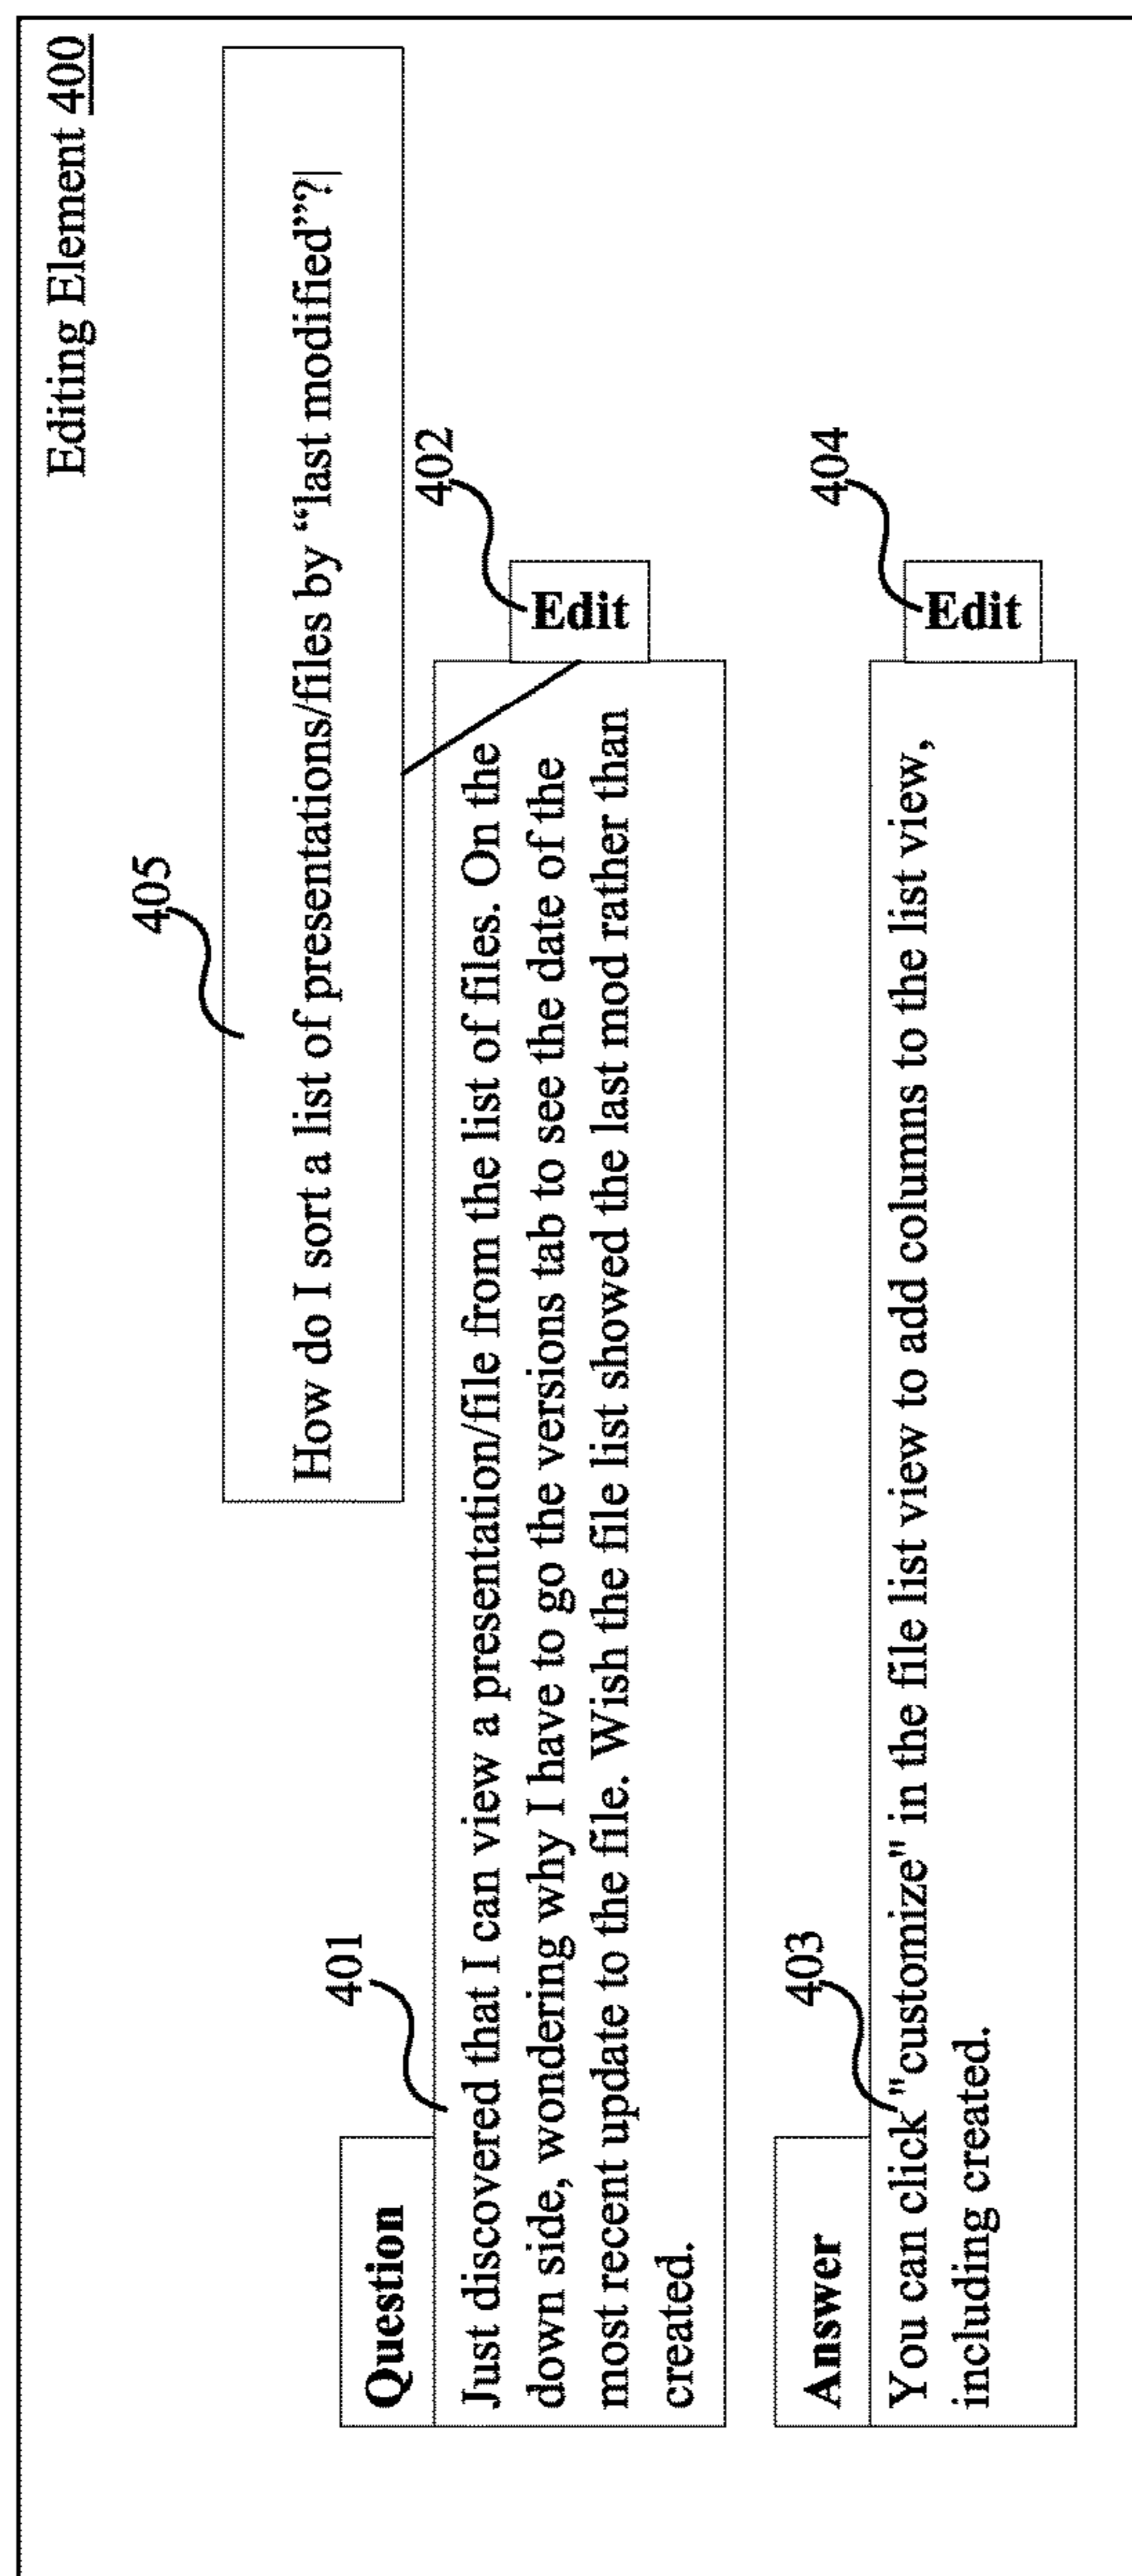 Editing Element 400
405
How do I sort a list of presentations/files by “last modified”?|
401
Question
402
Just discovered that I can view a presentation/file from the list of files. On the
down side, wondering why I have to go the versions tab to see the date of the
most recent update to the file. Wish the file list showed the last mod rather than
created.
Edit
403
Answer
404
You can click "customize" in the file list view to add columns to the list view,
including created.
Edit